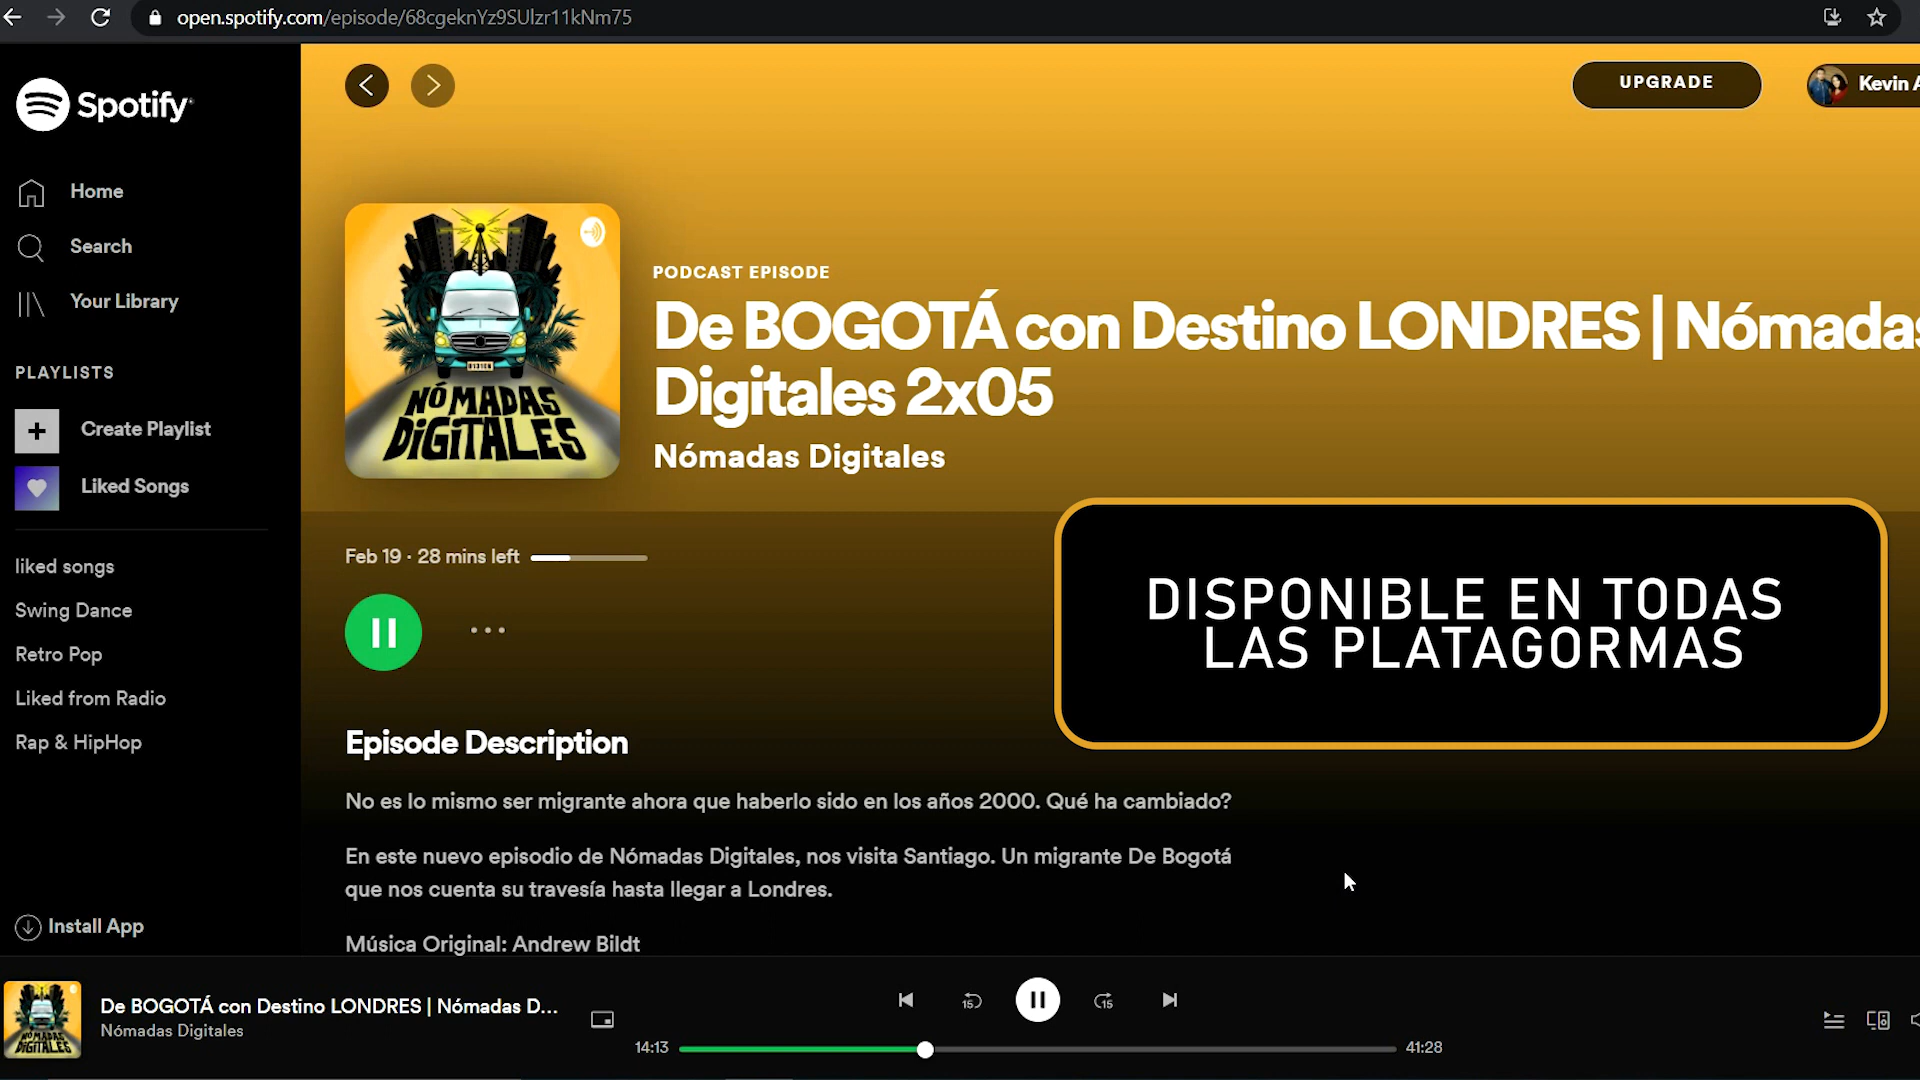 open.spotify.com/episode/68cgeknYz9SUlzr11kNm75
Spotify
UPGRADE
Kevin A
Home
Search
Your Library
PLAYLISTS
Create Playlist
Liked Songs
liked songs
Swing Dance
Retro Pop
Liked from Radio
Rap & HipHop
Install App
NÓMADAS
DIGITALES
PODCAST EPISODE
De BOGOTÁ con Destino LONDRES | Nómadas
Digitales 2x05
Nómadas Digitales
Feb 19 · 28 mins left
DISPONIBLE EN TODAS
LAS PLATAGORMAS
Episode Description
No es lo mismo ser migrante ahora que haberlo sido en los años 2000. Qué ha cambiado?
En este nuevo episodio de Nómadas Digitales, nos visita Santiago. Un migrante De Bogotá
que nos cuenta su travesía hasta llegar a Londres.
Música Original: Andrew Bildt
NÓMADAS
DIGITALES
De BOGOTÁ con Destino LONDRES | Nómadas D...
Nómadas Digitales
15
15
14:13
41:28